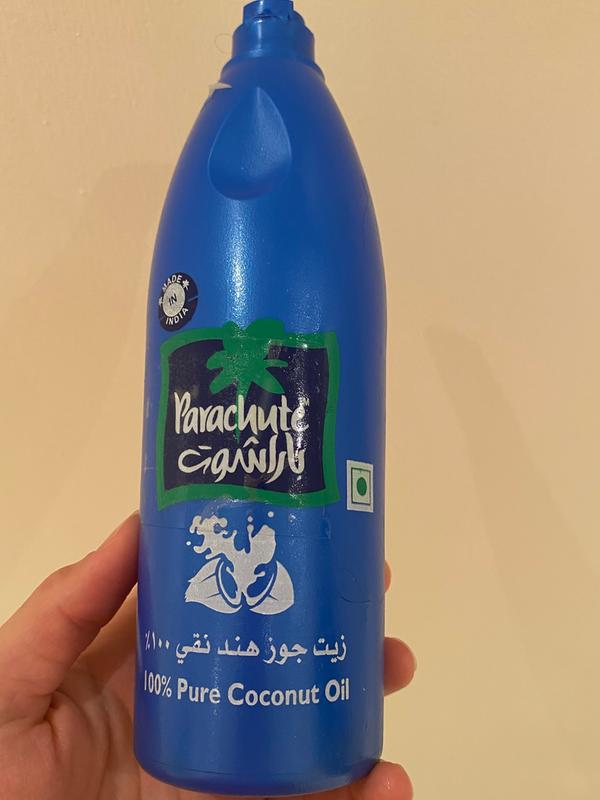 MADE
IN
INDIA
Parachute
باراشوت
زيت جوز هند نقي ١٠٠٪
100% Pure Coconut Oil